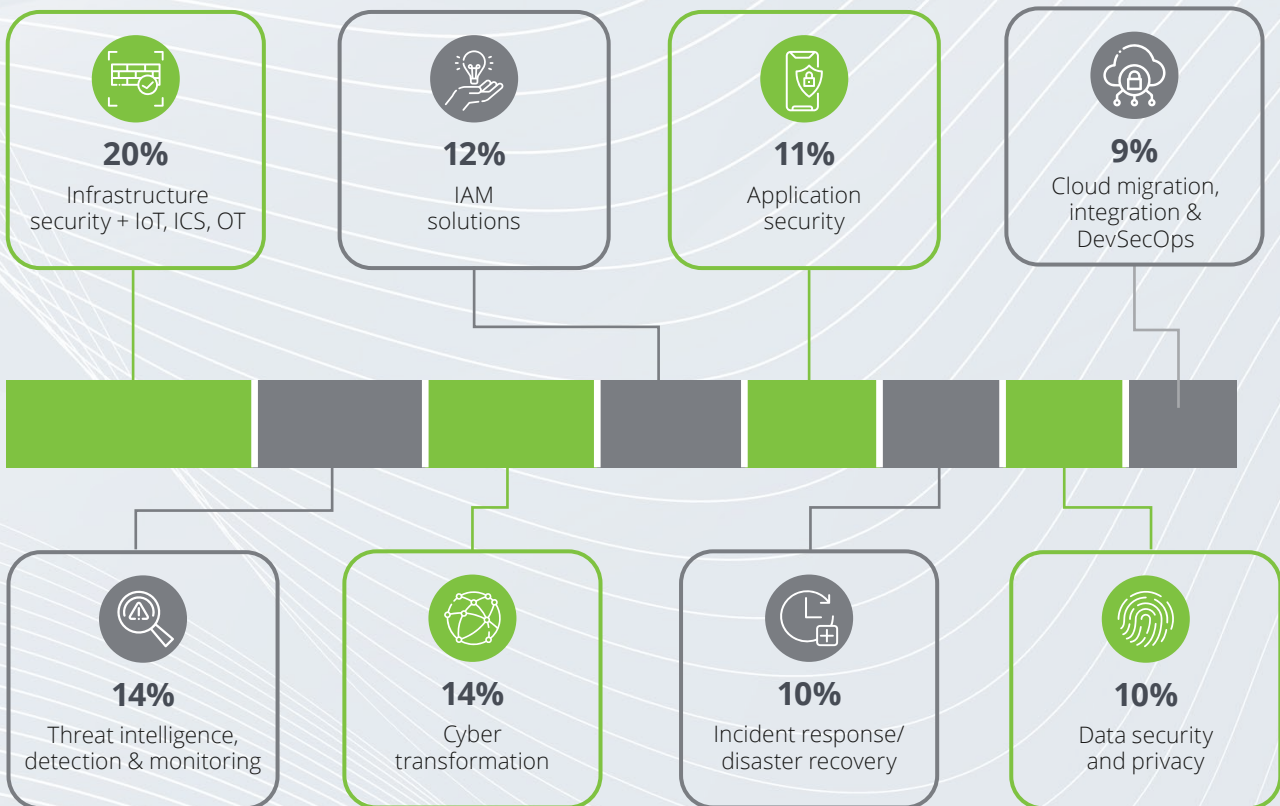 20%
Infrastructure
security + IoT, ICS, OT
12%
IAM
solutions
11%
Application
security
9%
Cloud migration,
integration &
DevSecOps
14%
Threat intelligence,
detection & monitoring
14%
Cyber
transformation
10%
Incident response/
disaster recovery
10%
Data security
and privacy